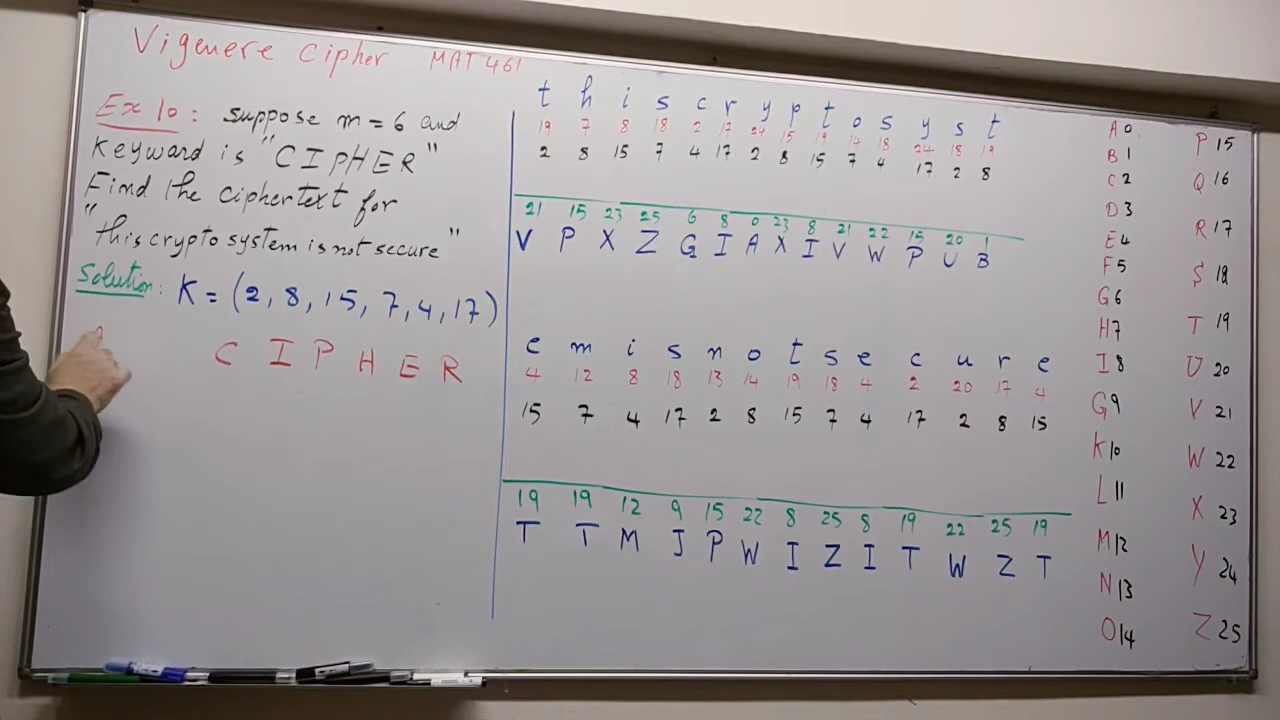 Vigenere Cipher MAT 461
Ex 10: suppose m = 6 and
Keyward is "CIPHER"
Find the ciphertext for
"this crypto system is not secure"
Solution: K = (2, 8, 15, 7, 4, 17)
C I P H E R
t h i s c r y p t o s y s t
19 7 8 18 2 17 24 15 19 14 18 24 18 19
2 8 15 7 4 17 2 8 15 7 4 17 2 8
21 15 23 25 6 8 0 23 8 21 22 15 20 1
V P X Z G I A X I V W P U B
e m i s n o t s e c u r e
4 12 8 18 13 14 19 18 4 2 20 17 4
15 7 4 17 2 8 15 7 4 17 2 8 15
19 19 12 9 15 22 8 25 8 19 22 25 19
T T M J P W I Z I T W Z T
A 0
B 1
C 2
D 3
E 4
F 5
G 6
H 7
I 8
G 9
K 10
L 11
M 12
N 13
O 14
P 15
Q 16
R 17
S 18
T 19
U 20
V 21
W 22
X 23
Y 24
Z 25